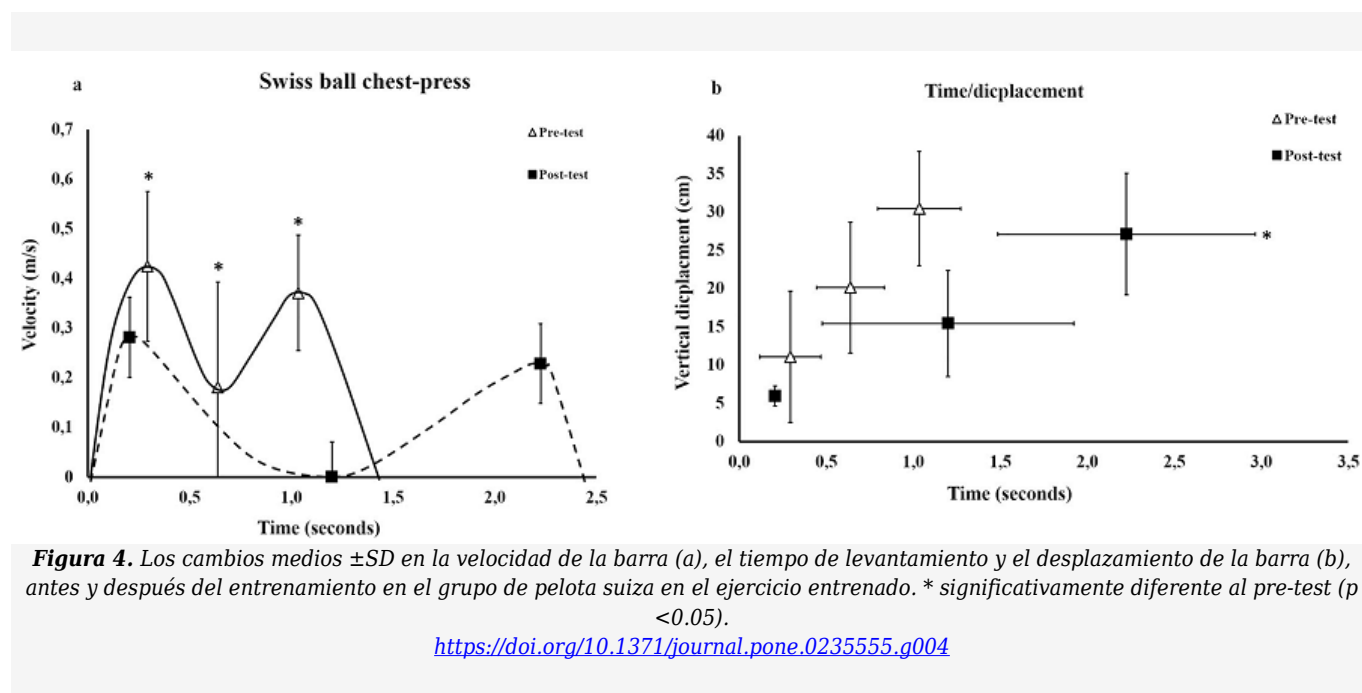 a
Swiss ball chest-press
0,7
0,6
0,5
0,4
0,3
0,2
0,1
0
Velocity (m/s)
△ Pre-test
■ Post-test
*
*
*
0,0 0,5 1,0 1,5 2,0 2,5
Time (seconds)
b
Time/dicplacement
40
35
30
25
20
15
10
5
0
Vertical dicplacment (cm)
△ Pre-test
■ Post-test
*
0,0 0,5 1,0 1,5 2,0 2,5 3,0 3,5
Time (seconds)
Figura 4. Los cambios medios ±SD en la velocidad de la barra (a), el tiempo de levantamiento y el desplazamiento de la barra (b),
antes y después del entrenamiento en el grupo de pelota suiza en el ejercicio entrenado. * significativamente diferente al pre-test (p
<0.05).
https://doi.org/10.1371/journal.pone.0235555.g004